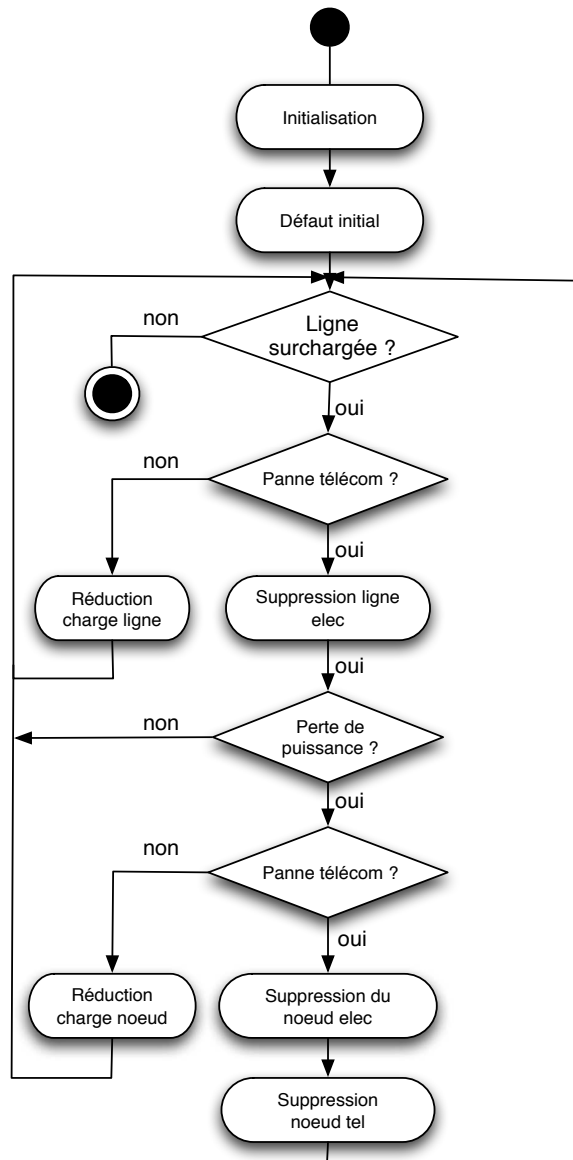 Initialisation
Défaut initial
Ligne
surchargée ?
non
oui
Panne télécom ?
non
oui
Réduction
charge ligne
Suppression ligne
elec
oui
Perte de
puissance ?
non
oui
Panne télécom ?
non
oui
Réduction
charge noeud
Suppression du
noeud elec
Suppression
noeud tel